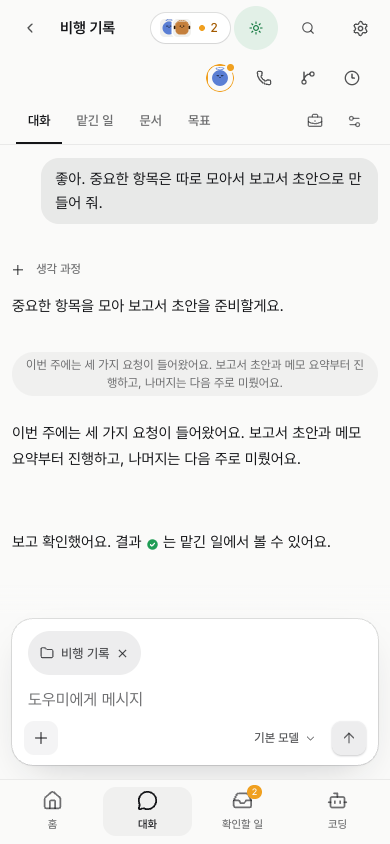 비행 기록
2
대화
맡긴 일
문서
목표
좋아. 중요한 항목은 따로 모아서 보고서 초안으로 만
들어 줘.
생각 과정
중요한 항목을 모아 보고서 초안을 준비할게요.
이번 주에는 세 가지 요청이 들어왔어요. 보고서 초안과 메모 요약부터 진
행하고, 나머지는 다음 주로 미뤘어요.
이번 주에는 세 가지 요청이 들어왔어요. 보고서 초안과 메모
요약부터 진행하고, 나머지는 다음 주로 미뤘어요.
보고 확인했어요. 결과 는 맡긴 일에서 볼 수 있어요.
비행 기록
도우미에게 메시지
기본 모델
2
홈
대화
확인할 일
코딩